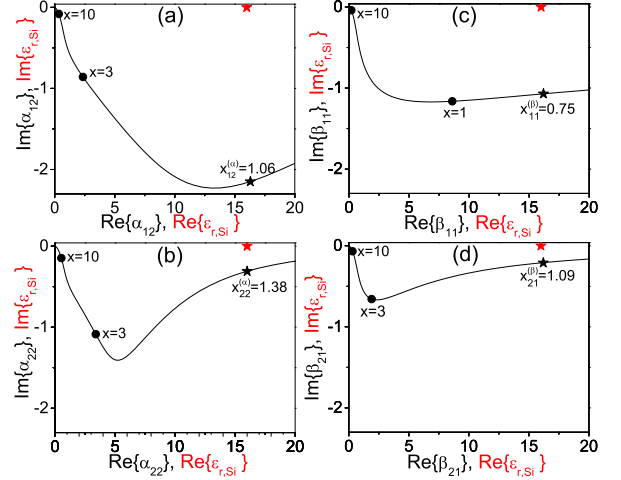 (a)
x=10
x=3
x₁₂⁽ᵅ⁾=1.06
0
-1
-2
Im{α₁₂}, Im{ε_r,Si}
0 5 10 15 20
Re{α₁₂}, Re{ε_r,Si}
(c)
x=10
x=1
x₁₁⁽ᵝ⁾=0.75
0
-1
-2
Im{β₁₁}, Im{ε_r,Si}
0 5 10 15 20
Re{β₁₁}, Re{ε_r,Si}
(b)
x=10
x=3
x₂₂⁽ᵅ⁾=1.38
0
-1
-2
Im{α₂₂}, Im{ε_r,Si}
0 5 10 15 20
Re{α₂₂}, Re{ε_r,Si}
(d)
x=10
x=3
x₂₁⁽ᵝ⁾=1.09
0
-1
-2
Im{β₂₁}, Im{ε_r,Si}
0 5 10 15 20
Re{β₂₁}, Re{ε_r,Si}